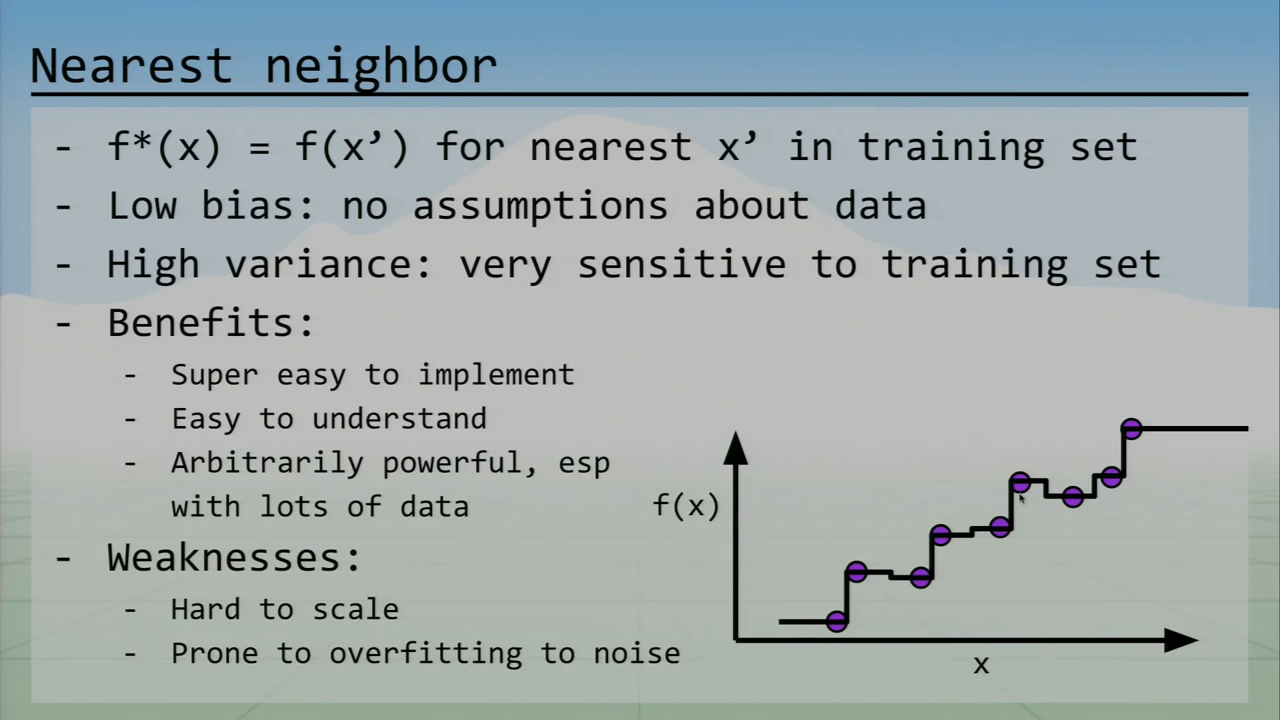 Nearest neighbor
- f*(x) = f(x’) for nearest x’ in training set
- Low bias: no assumptions about data
- High variance: very sensitive to training set
- Benefits:
- Super easy to implement
- Easy to understand
- Arbitrarily powerful, esp
with lots of data
- Weaknesses:
- Hard to scale
- Prone to overfitting to noise
f(x)
x